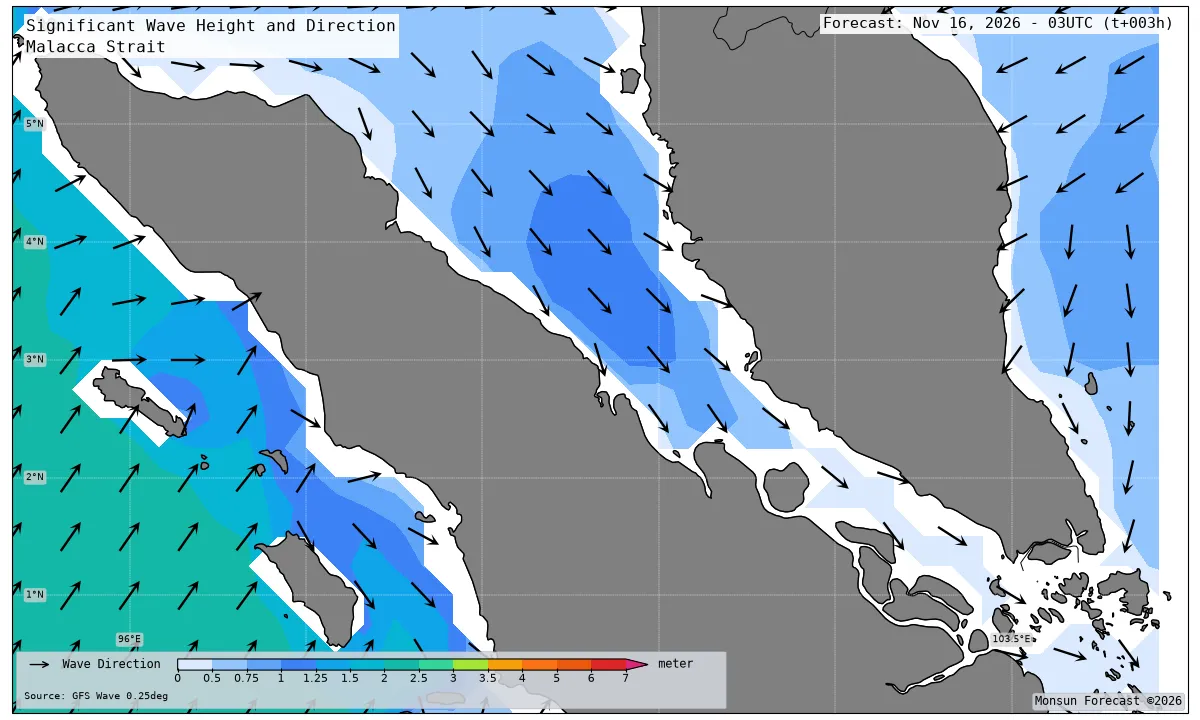 Significant Wave Height and Direction
Malacca Strait
Forecast: Nov 16, 2026 - 03UTC (t+003h)
5°N
4°N
3°N
2°N
1°N
96°E
103.5°E
Wave Direction
meter
0 0.5 0.75 1 1.25 1.5 2 2.5 3 3.5 4 5 6 7
Source: GFS Wave 0.25deg
Monsun Forecast ©2026